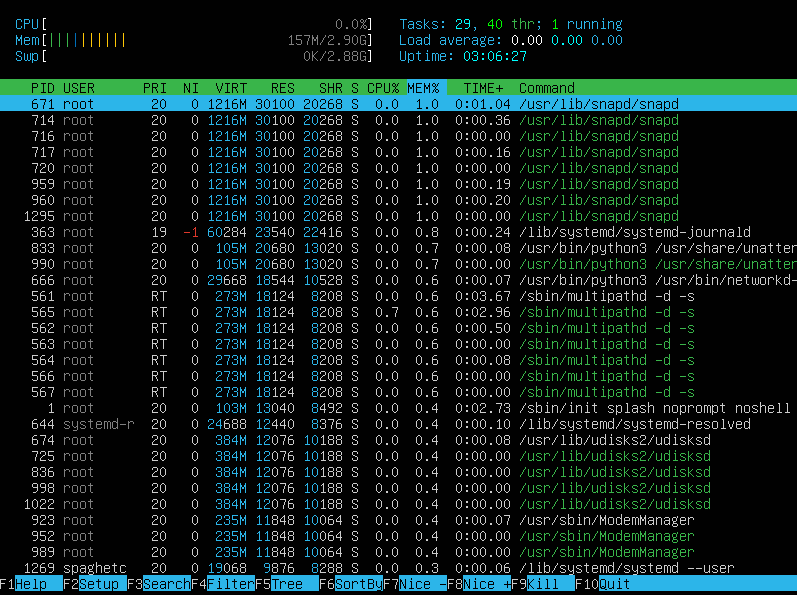 CPU[ 0.0%] Tasks: 29, 40 thr; 1 running
Mem[|||||||||| 157M/2.90G] Load average: 0.00 0.00 0.00
Swp[ 0K/2.88G] Uptime: 03:06:27
PID USER PRI NI VIRT RES SHR S CPU% MEM% TIME+ Command
671 root 20 0 1216M 30100 20268 S 0.0 1.0 0:01.04 /usr/lib/snapd/snapd
714 root 20 0 1216M 30100 20268 S 0.0 1.0 0:00.36 /usr/lib/snapd/snapd
716 root 20 0 1216M 30100 20268 S 0.0 1.0 0:00.00 /usr/lib/snapd/snapd
717 root 20 0 1216M 30100 20268 S 0.0 1.0 0:00.16 /usr/lib/snapd/snapd
720 root 20 0 1216M 30100 20268 S 0.0 1.0 0:00.00 /usr/lib/snapd/snapd
959 root 20 0 1216M 30100 20268 S 0.0 1.0 0:00.19 /usr/lib/snapd/snapd
960 root 20 0 1216M 30100 20268 S 0.0 1.0 0:00.20 /usr/lib/snapd/snapd
1295 root 20 0 1216M 30100 20268 S 0.0 1.0 0:00.00 /usr/lib/snapd/snapd
363 root 19 -1 60284 23540 22416 S 0.0 0.8 0:00.24 /lib/systemd/systemd-journald
833 root 20 0 105M 20680 13020 S 0.0 0.7 0:00.08 /usr/bin/python3 /usr/share/unatten
990 root 20 0 105M 20680 13020 S 0.0 0.7 0:00.00 /usr/bin/python3 /usr/share/unatten
666 root 20 0 29668 18544 10528 S 0.0 0.6 0:00.07 /usr/bin/python3 /usr/bin/networkd-
561 root RT 0 273M 18124 8208 S 0.0 0.6 0:03.67 /sbin/multipathd -d -s
565 root RT 0 273M 18124 8208 S 0.7 0.6 0:02.96 /sbin/multipathd -d -s
562 root RT 0 273M 18124 8208 S 0.0 0.6 0:00.50 /sbin/multipathd -d -s
563 root RT 0 273M 18124 8208 S 0.0 0.6 0:00.00 /sbin/multipathd -d -s
564 root RT 0 273M 18124 8208 S 0.0 0.6 0:00.08 /sbin/multipathd -d -s
566 root RT 0 273M 18124 8208 S 0.0 0.6 0:00.00 /sbin/multipathd -d -s
567 root RT 0 273M 18124 8208 S 0.0 0.6 0:00.00 /sbin/multipathd -d -s
1 root 20 0 103M 13040 8492 S 0.0 0.4 0:02.73 /sbin/init splash noprompt noshell
644 systemd-r 20 0 24688 12440 8376 S 0.0 0.4 0:00.10 /lib/systemd/systemd-resolved
674 root 20 0 384M 12076 10188 S 0.0 0.4 0:00.08 /usr/lib/udisks2/udisksd
725 root 20 0 384M 12076 10188 S 0.0 0.4 0:00.00 /usr/lib/udisks2/udisksd
836 root 20 0 384M 12076 10188 S 0.0 0.4 0:00.00 /usr/lib/udisks2/udisksd
998 root 20 0 384M 12076 10188 S 0.0 0.4 0:00.00 /usr/lib/udisks2/udisksd
1022 root 20 0 384M 12076 10188 S 0.0 0.4 0:00.00 /usr/lib/udisks2/udisksd
923 root 20 0 235M 11848 10064 S 0.0 0.4 0:00.07 /usr/sbin/ModemManager
952 root 20 0 235M 11848 10064 S 0.0 0.4 0:00.00 /usr/sbin/ModemManager
989 root 20 0 235M 11848 10064 S 0.0 0.4 0:00.00 /usr/sbin/ModemManager
1269 spaghetc 20 0 19068 9876 8288 S 0.0 0.3 0:00.06 /lib/systemd/systemd --user
F1Help F2Setup F3SearchF4FilterF5Tree F6SortByF7Nice -F8Nice +F9Kill F10Quit